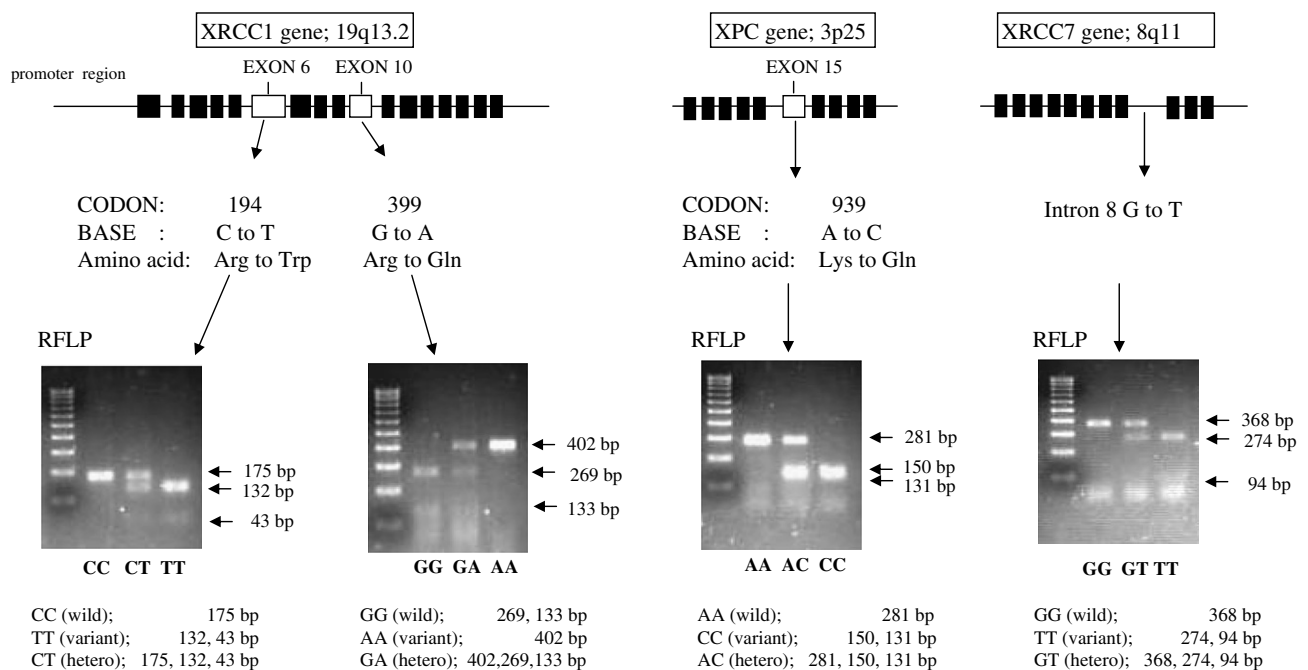 XRCC1 gene; 19q13.2
XPC gene; 3p25
XRCC7 gene; 8q11
promoter region
EXON 6 EXON 10
EXON 15
CODON: 194 399
BASE : C to T G to A
Amino acid: Arg to Trp Arg to Gln
CODON: 939
BASE : A to C
Amino acid: Lys to Gln
Intron 8 G to T
RFLP
175 bp
132 bp
43 bp
CC CT TT
402 bp
269 bp
133 bp
GG GA AA
RFLP
281 bp
150 bp
131 bp
AA AC CC
RFLP
368 bp
274 bp
94 bp
GG GT TT
CC (wild); 175 bp
TT (variant); 132, 43 bp
CT (hetero); 175, 132, 43 bp
GG (wild); 269, 133 bp
AA (variant); 402 bp
GA (hetero); 402,269,133 bp
AA (wild); 281 bp
CC (variant); 150, 131 bp
AC (hetero); 281, 150, 131 bp
GG (wild); 368 bp
TT (variant); 274, 94 bp
GT (hetero); 368, 274, 94 bp